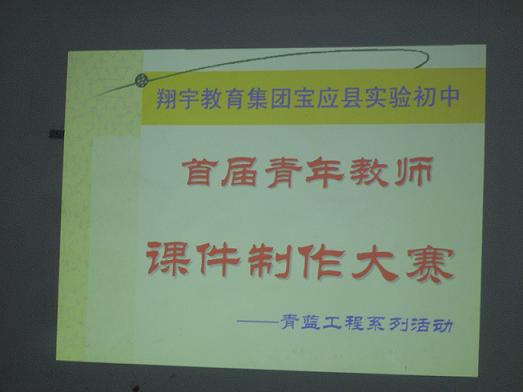 翔宇教育集团宝应县实验初中
首届青年教师
课件制作大赛
——青蓝工程系列活动